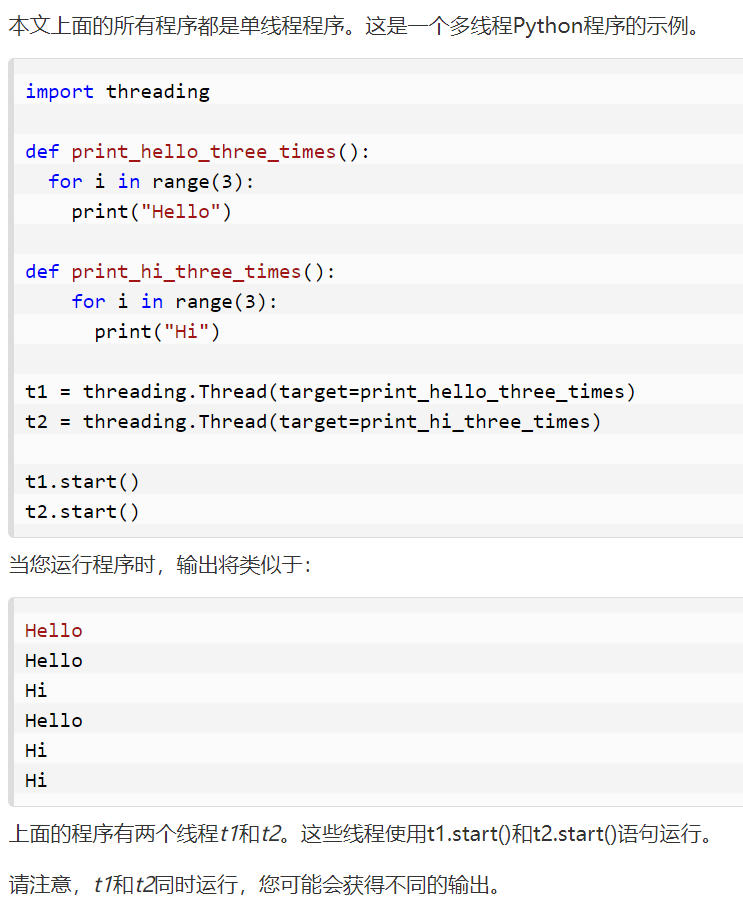 本文上面的所有程序都是单线程程序。这是一个多线程Python程序的示例。
import threading
def print_hello_three_times():
  for i in range(3):
    print("Hello")
def print_hi_three_times():
    for i in range(3):
      print("Hi")
t1 = threading.Thread(target=print_hello_three_times)
t2 = threading.Thread(target=print_hi_three_times)
t1.start()
t2.start()
当您运行程序时，输出将类似于：
Hello
Hello
Hi
Hello
Hi
Hi
上面的程序有两个线程t1和t2。这些线程使用t1.start()和t2.start()语句运行。
请注意，t1和t2同时运行，您可能会获得不同的输出。